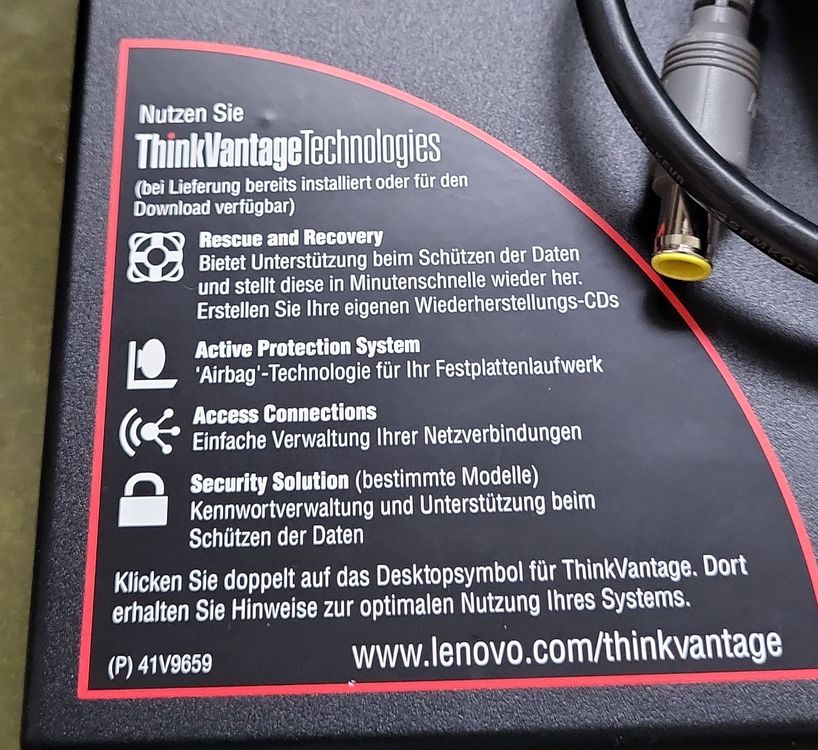 Nutzen Sie
ThinkVantageTechnologies
(bei Lieferung bereits installiert oder für den
Download verfügbar)
Rescue and Recovery
Bietet Unterstützung beim Schützen der Daten
und stellt diese in Minutenschnelle wieder her.
Erstellen Sie Ihre eigenen Wiederherstellungs-CDs
Active Protection System
'Airbag'-Technologie für Ihr Festplattenlaufwerk
Access Connections
Einfache Verwaltung Ihrer Netzverbindungen
Security Solution (bestimmte Modelle)
Kennwortverwaltung und Unterstützung beim
Schützen der Daten
Klicken Sie doppelt auf das Desktopsymbol für ThinkVantage. Dort
erhalten Sie Hinweise zur optimalen Nutzung Ihres Systems.
(P) 41V9659
www.lenovo.com/thinkvantage